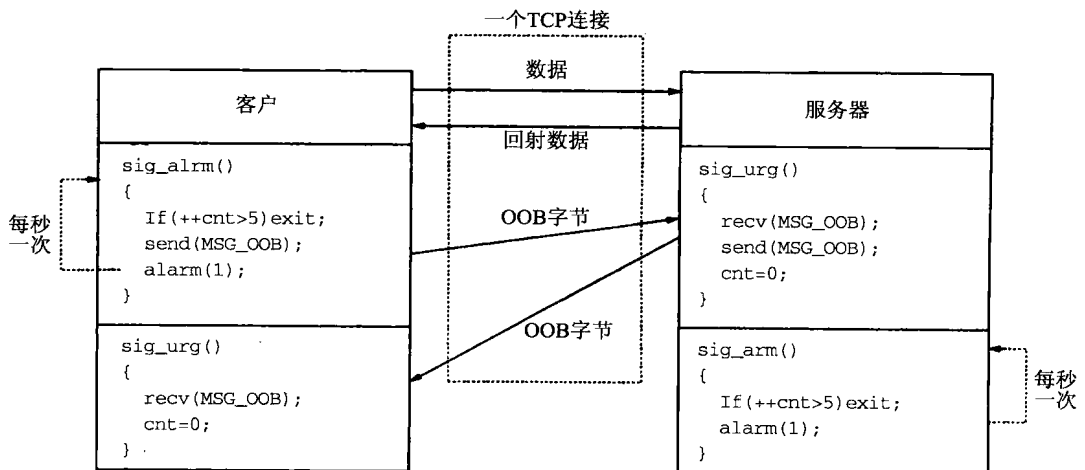 一个TCP连接
数据
客户
服务器
回射数据
sig_alrm()
{
If(++cnt>5)exit;
send(MSG_OOB);
alarm(1);
}
每秒
一次
OOB字节
sig_urg()
{
recv(MSG_OOB);
send(MSG_OOB);
cnt=0;
}
OOB字节
sig_urg()
{
recv(MSG_OOB);
cnt=0;
}
sig_arm()
{
If(++cnt>5)exit;
alarm(1);
}
每秒
一次